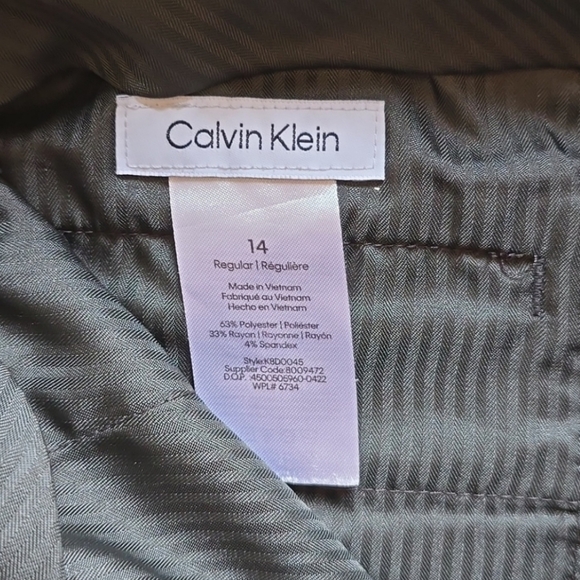 Calvin Klein
14
Regular | Régulière
Made in Vietnam
Fabriqué au Vietnam
Hecho en Vietnam
63% Polyester | Poliéster
33% Rayon | Rayonne | Rayón
4% Spandex
Style:K8D0045
Supplier Code:8009472
D.O.P. :4500505960-0422
WPL# 6734